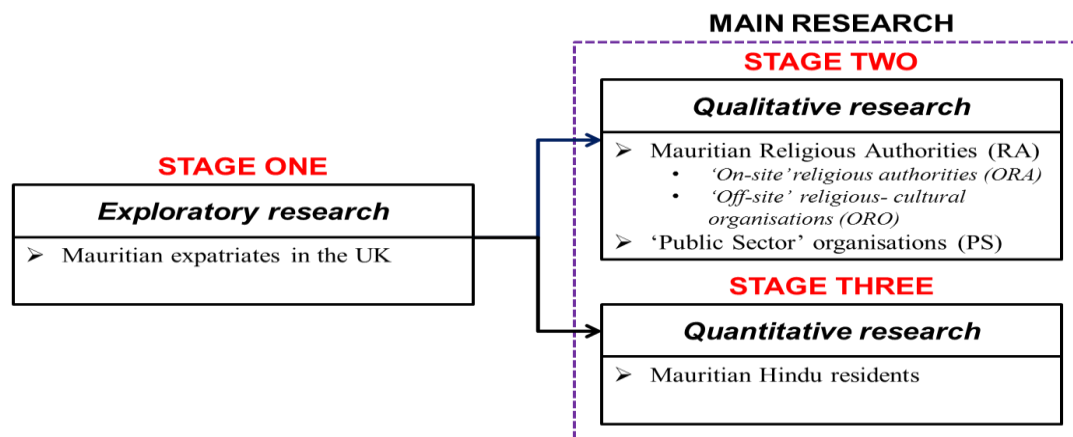 MAIN RESEARCH
STAGE ONE
Exploratory research
➢ Mauritian expatriates in the UK
STAGE TWO
Qualitative research
➢ Mauritian Religious Authorities (RA)
• ‘On-site’ religious authorities (ORA)
• ‘Off-site’ religious- cultural
organisations (ORO)
➢ ‘Public Sector’ organisations (PS)
STAGE THREE
Quantitative research
➢ Mauritian Hindu residents